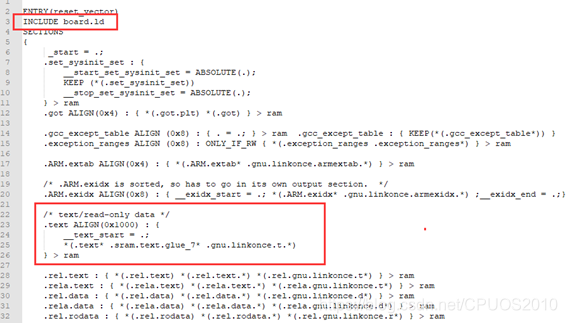 1
2 ENTRY(reset_vector)
3 INCLUDE board.ld
4 SECTIONS
5 {
6 _start = .;
7 .set_sysinit_set : {
8 __start_set_sysinit_set = ABSOLUTE(.);
9 KEEP (*(.set_sysinit_set))
10 __stop_set_sysinit_set = ABSOLUTE(.);
11 } > ram
12 .got ALIGN(0x4) : { *(.got.plt) *(.got) } > ram
13
14 .gcc_except_table ALIGN (0x8) : { . = .; } > ram .gcc_except_table : { KEEP(*(.gcc_except_table*)) }
15 .exception_ranges ALIGN (0x8) : ONLY_IF_RW { *(.exception_ranges .exception_ranges*) } > ram
16
17 .ARM.extab ALIGN(0x4) : { *(.ARM.extab* .gnu.linkonce.armextab.*) } > ram
18
19 /* .ARM.exidx is sorted, so has to go in its own output section. */
20 .ARM.exidx ALIGN(0x8) : { __exidx_start = .; *(.ARM.exidx* .gnu.linkonce.armexidx.*) ;__exidx_end = .;}
21
22 /* text/read-only data */
23 .text ALIGN(0x1000) : {
24 __text_start = .;
25 *(.text* .sram.text.glue_7* .gnu.linkonce.t.*)
26 } > ram
27
28 .rel.text : { *(.rel.text) *(.rel.text.*) *(.rel.gnu.linkonce.t*) } > ram
29 .rela.text : { *(.rela.text) *(.rela.text.*) *(.rela.gnu.linkonce.t*) } > ram
30 .rel.data : { *(.rel.data) *(.rel.data.*) *(.rel.gnu.linkonce.d*) } > ram
31 .rela.data : { *(.rela.data) *(.rela.data.*) *(.rela.gnu.linkonce.d*) } > ram
32 .rel.rodata : { *(.rel.rodata) *(.rel.rodata.*) *(.rel.gnu.linkonce.r*) } > ram